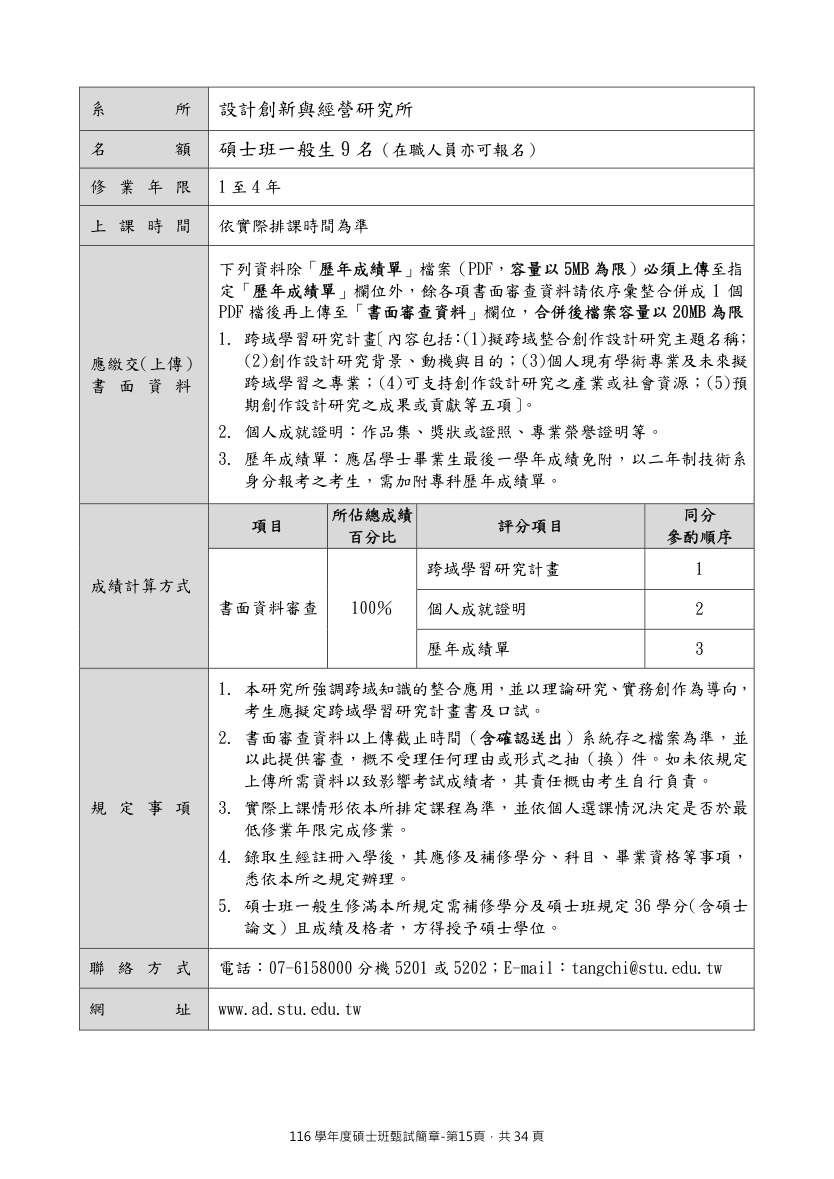 系所 設計創新與經營研究所
名額 碩士班一般生 9 名（在職人員亦可報名）
修業年限 1 至 4 年
上課時間 依實際排課時間為準
應繳交(上傳)
書面資料
下列資料除「歷年成績單」檔案（PDF，容量以 5MB 為限）必須上傳至指
定「歷年成績單」欄位外，餘各項書面審查資料請依序彙整合併成 1 個
PDF 檔後再上傳至「書面審查資料」欄位，合併後檔案容量以 20MB 為限
1. 跨域學習研究計畫〔內容包括：(1)擬跨域整合創作設計研究主題名稱；
(2)創作設計研究背景、動機與目的；(3)個人現有學術專業及未來擬
跨域學習之專業；(4)可支持創作設計研究之產業或社會資源；(5)預
期創作設計研究之成果或貢獻等五項〕。
2. 個人成就證明：作品集、獎狀或證照、專業榮譽證明等。
3. 歷年成績單：應屆學士畢業生最後一學年成績免附，以二年制技術系
身分報考之考生，需加附專科歷年成績單。
成績計算方式
項目 所佔總成績 評分項目 同分
百分比 參酌順序
書面資料審查 100%
跨域學習研究計畫 1
個人成就證明 2
歷年成績單 3
規定事項
1. 本研究所強調跨域知識的整合應用，並以理論研究、實務創作為導向，
考生應擬定跨域學習研究計畫書及口試。
2. 書面審查資料以上傳截止時間（含確認送出）系統存之檔案為準，並
以此提供審查，概不受理任何理由或形式之抽（換）件。如未依規定
上傳所需資料以致影響考試成績者，其責任概由考生自行負責。
3. 實際上課情形依本所排定課程為準，並依個人選課情況決定是否於最
低修業年限完成修業。
4. 錄取生經註冊入學後，其應修及補修學分、科目、畢業資格等事項，
悉依本所之規定辦理。
5. 碩士班一般生修滿本所規定需補修學分及碩士班規定 36 學分(含碩士
論文)且成績及格者，方得授予碩士學位。
聯絡方式 電話：07-6158000 分機 5201 或 5202；E-mail：tangchi@stu.edu.tw
網址 www.ad.stu.edu.tw
116 學年度碩士班甄試簡章-第15頁，共 34 頁